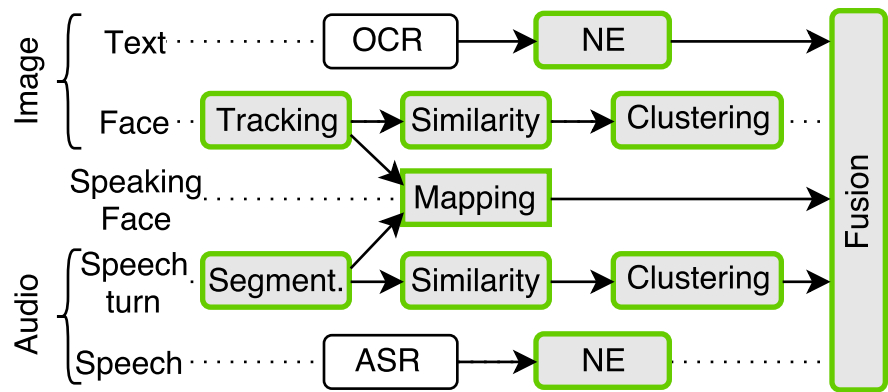 Image
Text
OCR
NE
Face
Tracking
Similarity
Clustering
Speaking
Face
Mapping
Fusion
Audio
Speech
turn
Segment.
Similarity
Clustering
Speech
ASR
NE